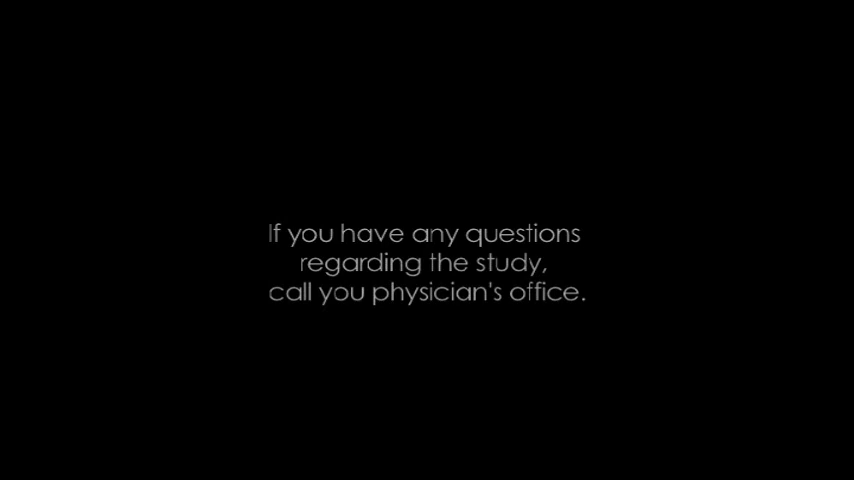 If you have any questions
regarding the study,
call you physician's office.